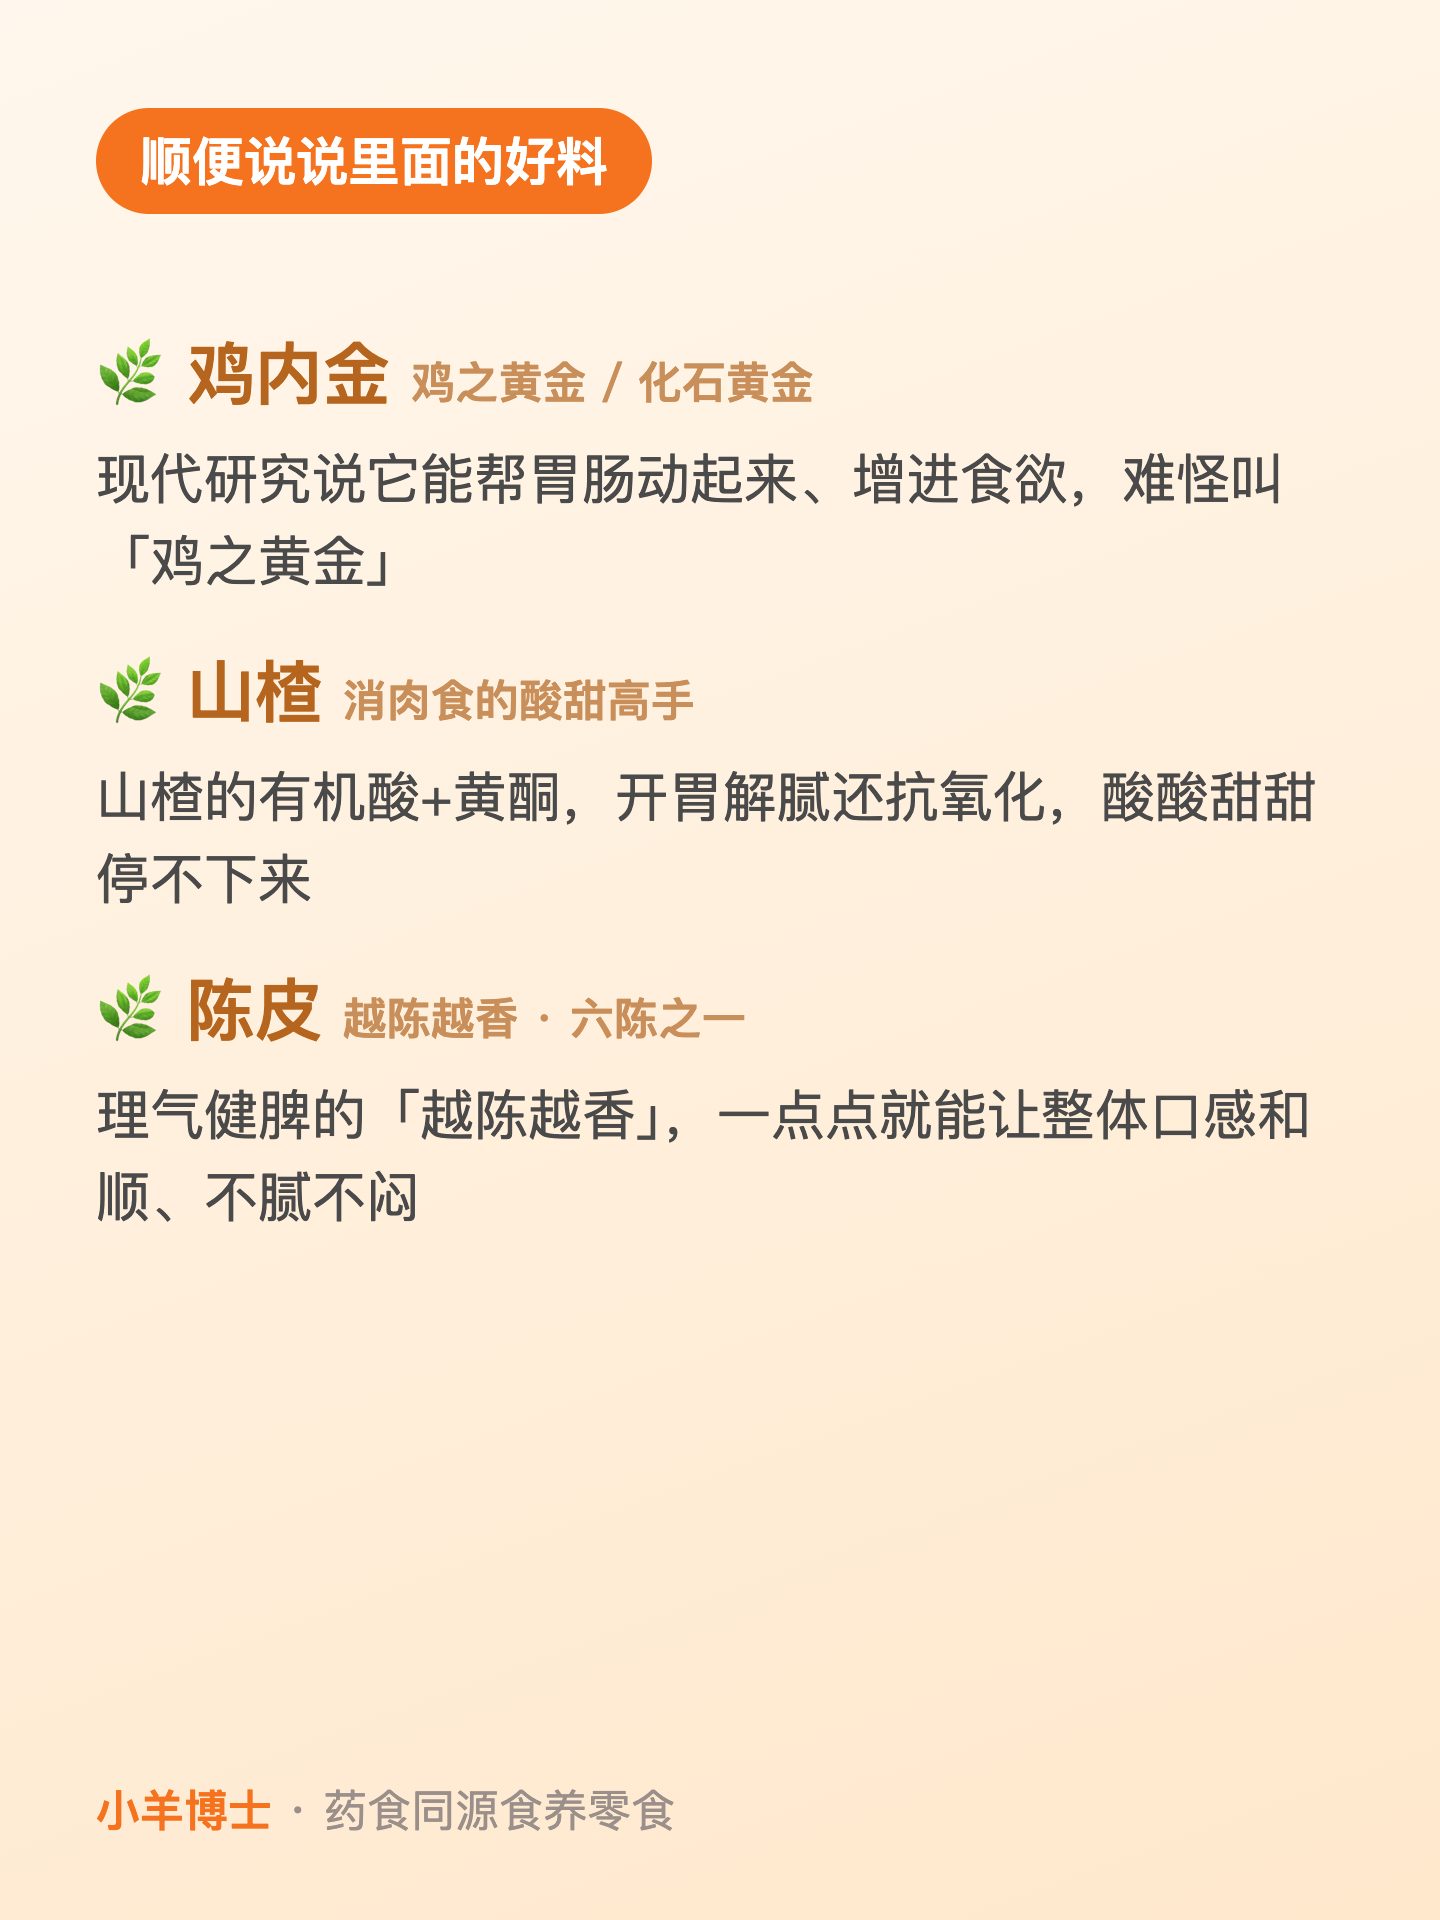 顺便说说里面的好料
🌿 鸡内金 鸡之黄金 / 化石黄金
现代研究说它能帮胃肠动起来、增进食欲，难怪叫
「鸡之黄金」
🌿 山楂 消肉食的酸甜高手
山楂的有机酸+黄酮，开胃解腻还抗氧化，酸酸甜甜
停不下来
🌿 陈皮 越陈越香 · 六陈之一
理气健脾的「越陈越香」，一点点就能让整体口感和
顺、不腻不闷
小羊博士 · 药食同源食养零食